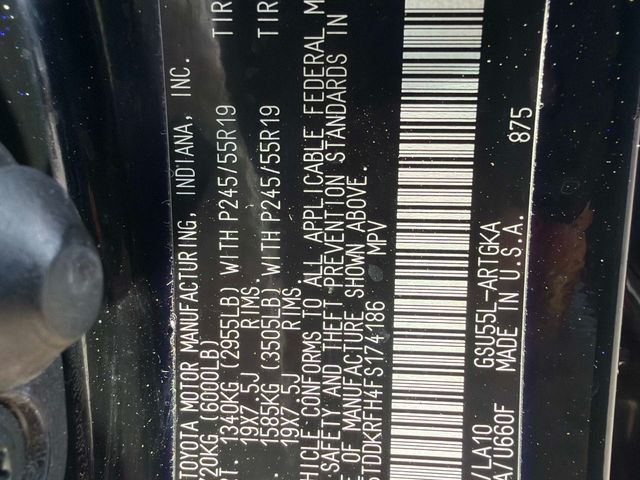 TOYOTA MOTOR MANUFACTURING, INDIANA, INC.
720KG (6000LB)
RT. 1340KG (2955LB) WITH P245/55R19 TIR
19X7.5J RIMS.
1585KG (3505LB) WITH P245/55R19 TIR
19X7.5J RIMS.
HICLE CONFORMS TO ALL APPLICABLE FEDERAL M
SAFETY AND THEFT PREVENTION STANDARDS IN
E OF MANUFACTURE SHOWN ABOVE.
5TDDKRFH4FS174186 MPV
/LA10 GSU55L-ARTGKA
A/U660F MADE IN U.S.A.
875